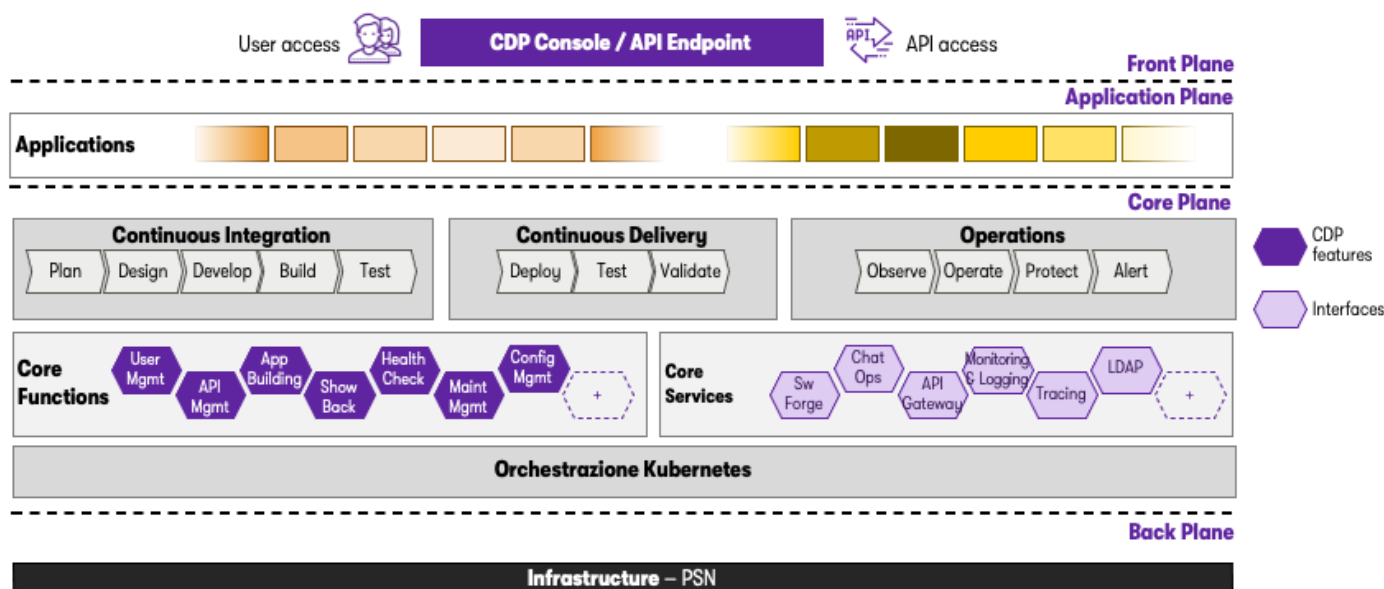 User access
CDP Console / API Endpoint
API
API access
Front Plane
Application Plane
Applications
Core Plane
Continuous Integration
Plan
Design
Develop
Build
Test
Continuous Delivery
Deploy
Test
Validate
Operations
Observe
Operate
Protect
Alert
CDP
features
Interfaces
Core
Functions
User
Mgmt
API
Mgmt
App
Building
Show
Back
Health
Check
Maint
Mgmt
Config
Mgmt
+
Core
Services
Sw
Forge
Chat
Ops
API
Gateway
Monitoring
& Logging
Tracing
LDAP
+
Orchestrazione Kubernetes
Back Plane
Infrastructure – PSN